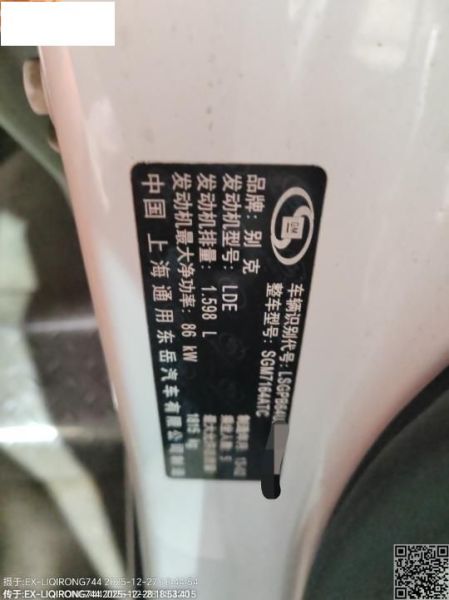 GM
车辆识别代号: LSGPB64U
整车型号: SGM7164ATC
品牌: 别克
发动机型号: LDE
发动机排量: 1.598 L
发动机最大净功率: 86 kW
中国 上海通用东岳汽车有限公司
摄于:EX-LIQIRONG744 2025-12-27
传于:EX-LIQIRONG744 2025-12-28 18:53:40